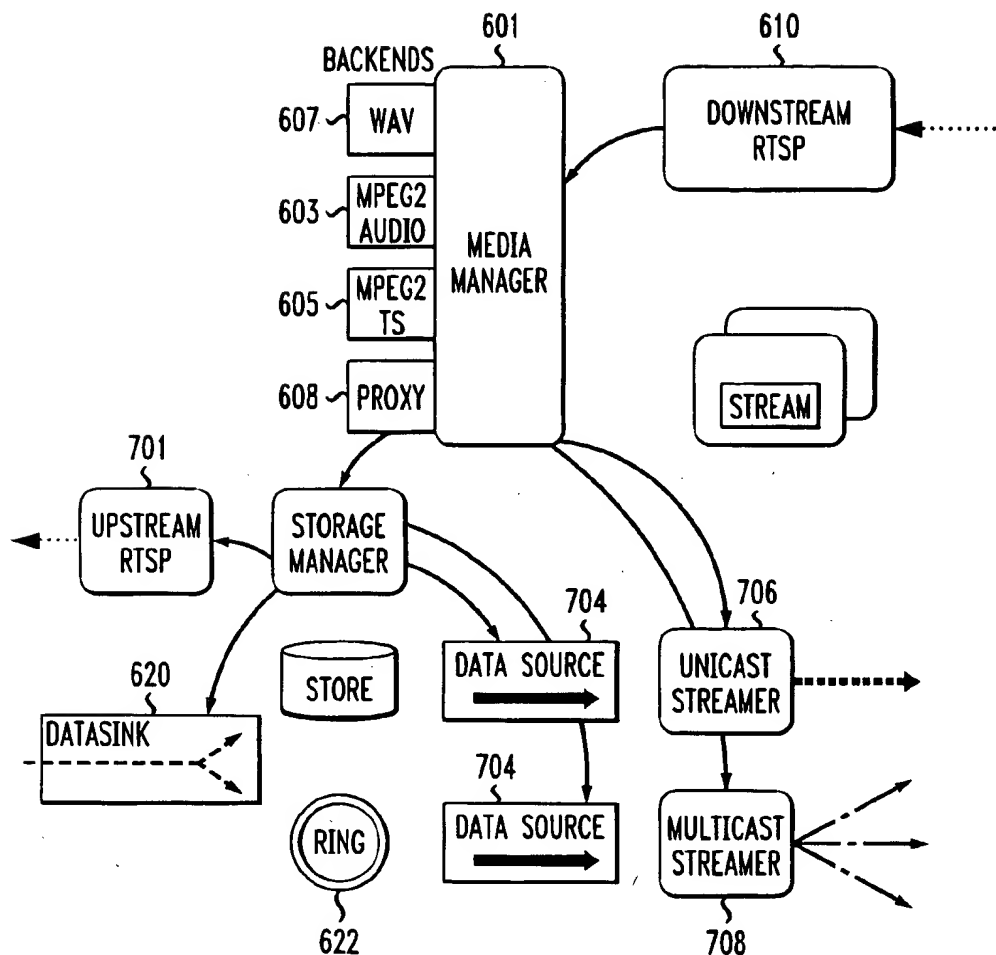 601
610
BACKENDS
607
WAV
DOWNSTREAM
RTSP
603
MPEG2
AUDIO
MEDIA
MANAGER
605
MPEG2
TS
608
PROXY
STREAM
701
UPSTREAM
RTSP
STORAGE
MANAGER
704
706
620
STORE
DATA SOURCE
UNICAST
STREAMER
DATASINK
704
RING
DATA SOURCE
MULTICAST
STREAMER
622
708